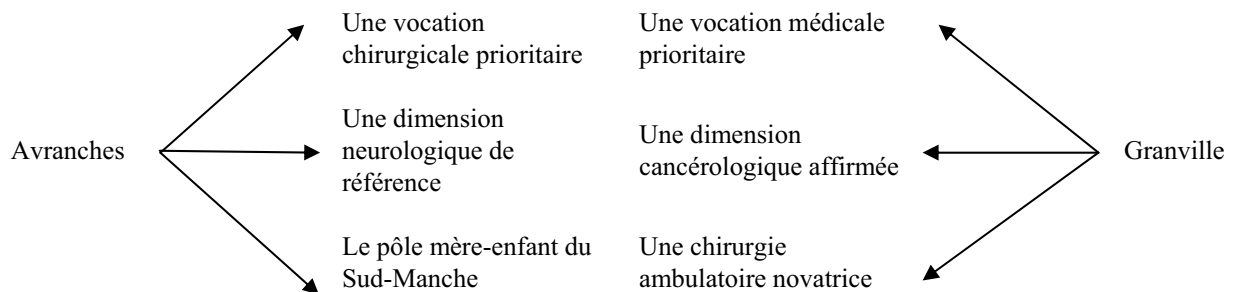 Avranches
Une vocation
chirurgicale prioritaire
Une dimension
neurologique de
référence
Le pôle mère-enfant du
Sud-Manche
Une vocation médicale
prioritaire
Une dimension
cancérologique affirmée
Une chirurgie
ambulatoire novatrice
Granville